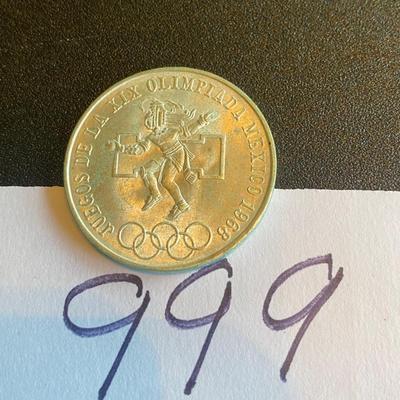 JUEGOS DE LA XIX OLIMPIADA MEXICO 1968
999